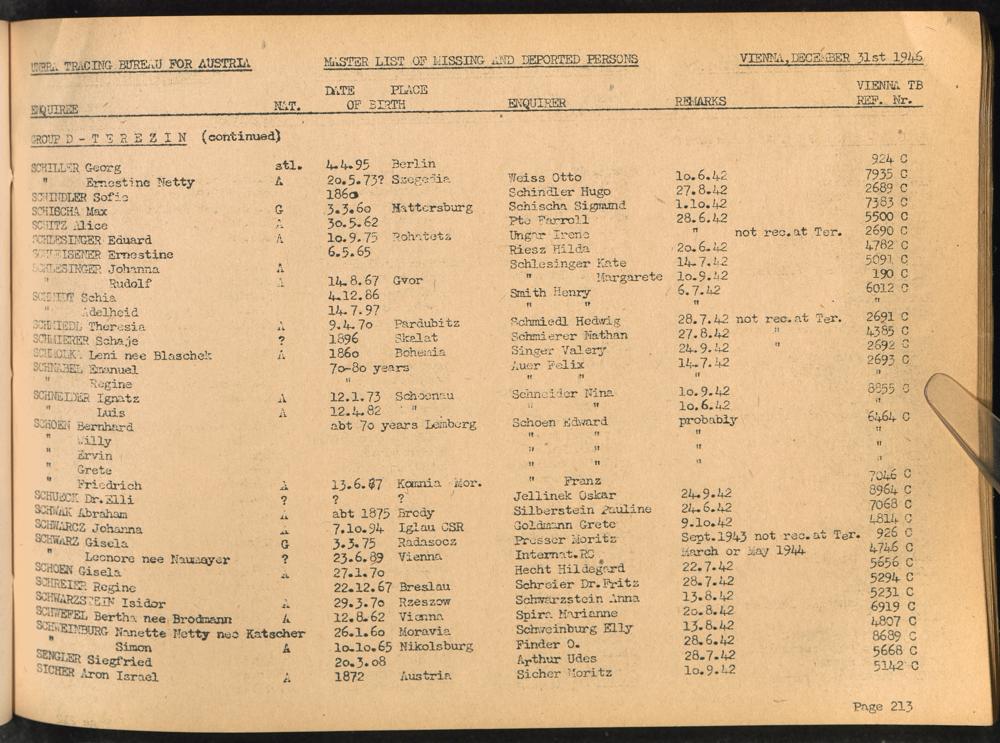 UNRRA TRACING BUREAU FOR AUSTRIA MASTER LIST OF MISSING AND DEPORTED PERSONS VIENNA, DECEMBER 31st 1946
DATE PLACE VIENNA TB
ENQUIREE NAT. OF BIRTH ENQUIRER REMARKS REF. Nr.
GROUP D - T E R E Z I N (continued)
SCHILLER Georg stl. 4.4.95 Berlin 924 C
" Ernestine Netty A 20.5.73? Szegedia Weiss Otto 10.6.42 7935 C
SCHINDLER Sofie 1860 Schindler Hugo 27.8.42 2689 C
SCHISCHA Max G 3.3.60 Mattersburg Schischa Sigmund 1.10.42 7383 C
SCHITZ Alice A 30.5.62 Pte Farroll 28.6.42 5500 C
SCHLESINGER Eduard A 10.9.75 Rohatetz Ungar Irene " not rec.at Ter. 2690 C
SCHLEISENER Ernestine 6.5.65 Riesz Hilda 20.6.42 4782 C
SCHLESINGER Johanna A Schlesinger Kate 14.7.42 5091 C
" Rudolf A 14.8.67 Gvor " Margarete 10.9.42 190 C
SCHMIDT Schia 4.12.86 Smith Henry 6.7.42 6012 C
" Adelheid 14.7.97 " " "
SCHMIEDL Theresia A 9.4.70 Pardubitz Schmiedl Hedwig 28.7.42 not rec.at Ter. 2691 C
SCHMIERER Schaje ? 1896 Skalat Schmierer Nathan 27.8.42 " 4385 C
SCHMOLKA Leni nee Blaschek A 1860 Bohemia Singer Valery 24.9.42 " 2692 C
SCHNABEL Emanuel 70-80 years Auer Felix 14.7.42 2693 C
" Regine " " " " "
SCHNEIDER Ignatz A 12.1.73 Schoenau Schneider Nina 10.9.42 8855 C
" Luis A 12.4.82 " " 10.6.42 "
SCHOEN Bernhard abt 70 years Lemberg Schoen Edward probably 6464 C
" Willy " " " "
" Ervin " " " "
" Grete " " " "
" Friedrich A 13.6.87 Komnia Mor. " Franz 7046 C
SCHUECK Dr.Elli ? ? ? Jellinek Oskar 24.9.42 8964 C
SCHWAK Abraham A abt 1875 Brody Silberstein Pauline 24.6.42 7068 C
SCHWARCZ Johanna A 7.10.94 Iglau CSR Goldmann Grete 9.10.42 4814 C
SCHWARZ Gisela G 3.3.75 Radasocz Presser Moritz Sept.1943 not rec.at Ter. 926 C
" Leonore nee Naumayer ? 23.6.89 Vienna Internat.RC March or May 1944 4746 C
SCHOEN Gisela A 27.1.70 Hecht Hildegard 22.7.42 5656 C
SCHREIER Regine 22.12.67 Breslau Schreier Dr.Fritz 28.7.42 5294 C
SCHWARZSTEIN Isidor A 29.3.70 Rzeszow Schwarzstein Anna 13.8.42 5231 C
SCHWEFEL Bertha nee Brodmann A 12.8.62 Vienna Spira Marianne 20.8.42 6919 C
SCHWEINBURG Nanette Netty nee Katscher 26.1.60 Moravia Schweinburg Elly 13.8.42 4807 C
" Simon A 10.10.65 Nikolsburg Finder O. 28.6.42 8689 C
SENGLER Siegfried 20.3.08 Arthur Udes 28.7.42 5668 C
SICHER Aron Israel A 1872 Austria Sicher Moritz 10.9.42 5142 C
Page 213